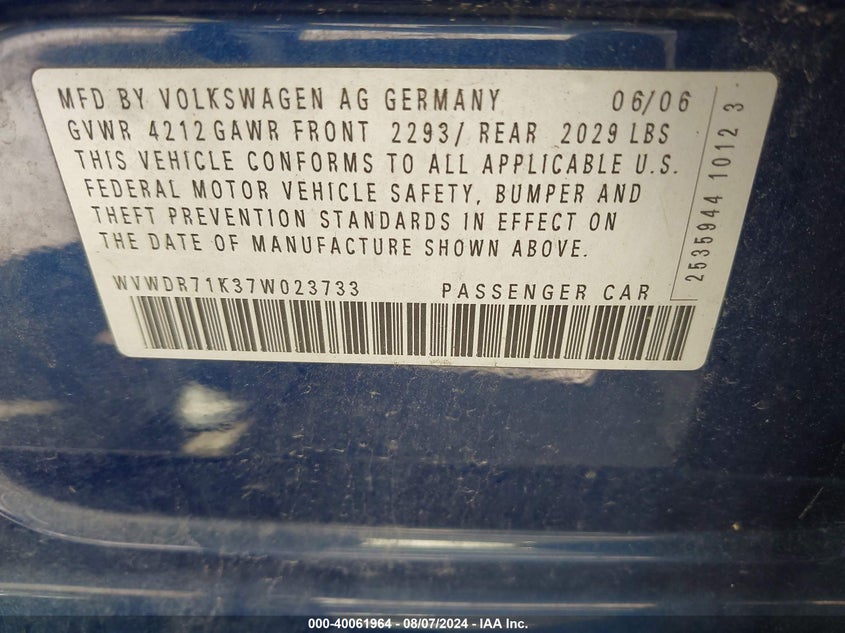 MFD BY VOLKSWAGEN AG GERMANY 06/06
GVWR 4212 GAWR FRONT 2293/ REAR 2029 LBS
THIS VEHICLE CONFORMS TO ALL APPLICABLE U.S.
FEDERAL MOTOR VEHICLE SAFETY, BUMPER AND
THEFT PREVENTION STANDARDS IN EFFECT ON
THE DATE OF MANUFACTURE SHOWN ABOVE.
WVWDR71K37W023733 PASSENGER CAR
2535944 1012 3
000-40061964 - 08/07/2024 - IAA Inc.